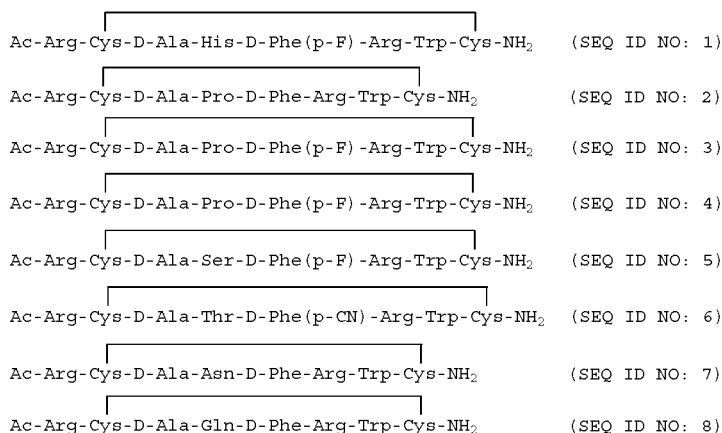 Ac-Arg-Cys-D-Ala-His-D-Phe(p-F)-Arg-Trp-Cys-NH₂ (SEQ ID NO: 1)
Ac-Arg-Cys-D-Ala-Pro-D-Phe-Arg-Trp-Cys-NH₂ (SEQ ID NO: 2)
Ac-Arg-Cys-D-Ala-Pro-D-Phe(p-F)-Arg-Trp-Cys-NH₂ (SEQ ID NO: 3)
Ac-Arg-Cys-D-Ala-Pro-D-Phe(p-F)-Arg-Trp-Cys-NH₂ (SEQ ID NO: 4)
Ac-Arg-Cys-D-Ala-Ser-D-Phe(p-F)-Arg-Trp-Cys-NH₂ (SEQ ID NO: 5)
Ac-Arg-Cys-D-Ala-Thr-D-Phe(p-CN)-Arg-Trp-Cys-NH₂ (SEQ ID NO: 6)
Ac-Arg-Cys-D-Ala-Asn-D-Phe-Arg-Trp-Cys-NH₂ (SEQ ID NO: 7)
Ac-Arg-Cys-D-Ala-Gln-D-Phe-Arg-Trp-Cys-NH₂ (SEQ ID NO: 8)